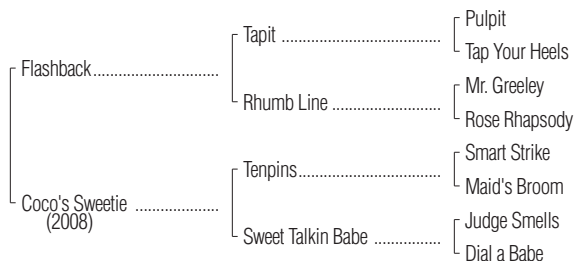 Pulpit
Tapit ................................
Tap Your Heels
Flashback.........................
Mr. Greeley
Rhumb Line ......................
Rose Rhapsody
Smart Strike
Tenpins.............................
Maid's Broom
Coco's Sweetie .................
(2008)
Judge Smells
Sweet Talkin Babe .............
Dial a Babe